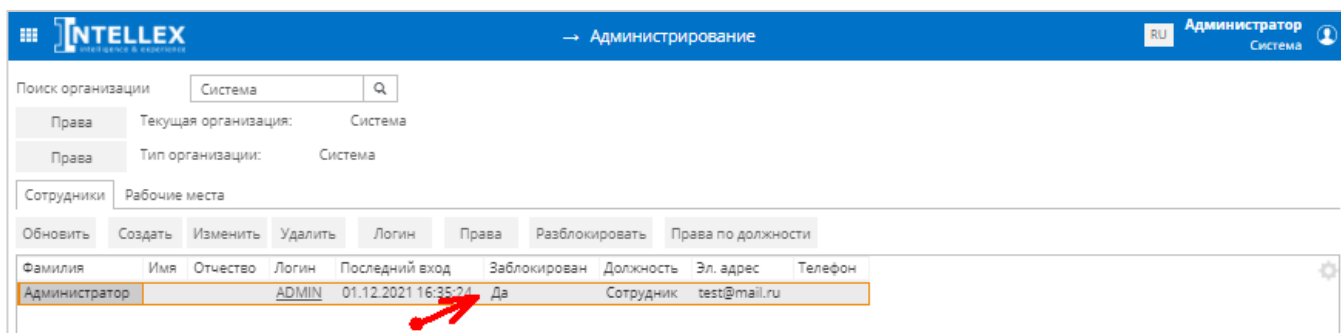 INTELLEX
intelligence & experience
→ Администрирование
RU
Администратор
Система
Поиск организации Система
Права Текущая организация: Система
Права Тип организации: Система
Сотрудники Рабочие места
Обновить Создать Изменить Удалить Логин Права Разблокировать Права по должности
Фамилия Имя Отчество Логин Последний вход Заблокирован Должность Эл. адрес Телефон
Администратор ADMIN 01.12.2021 16:35:24 Да Сотрудник test@mail.ru